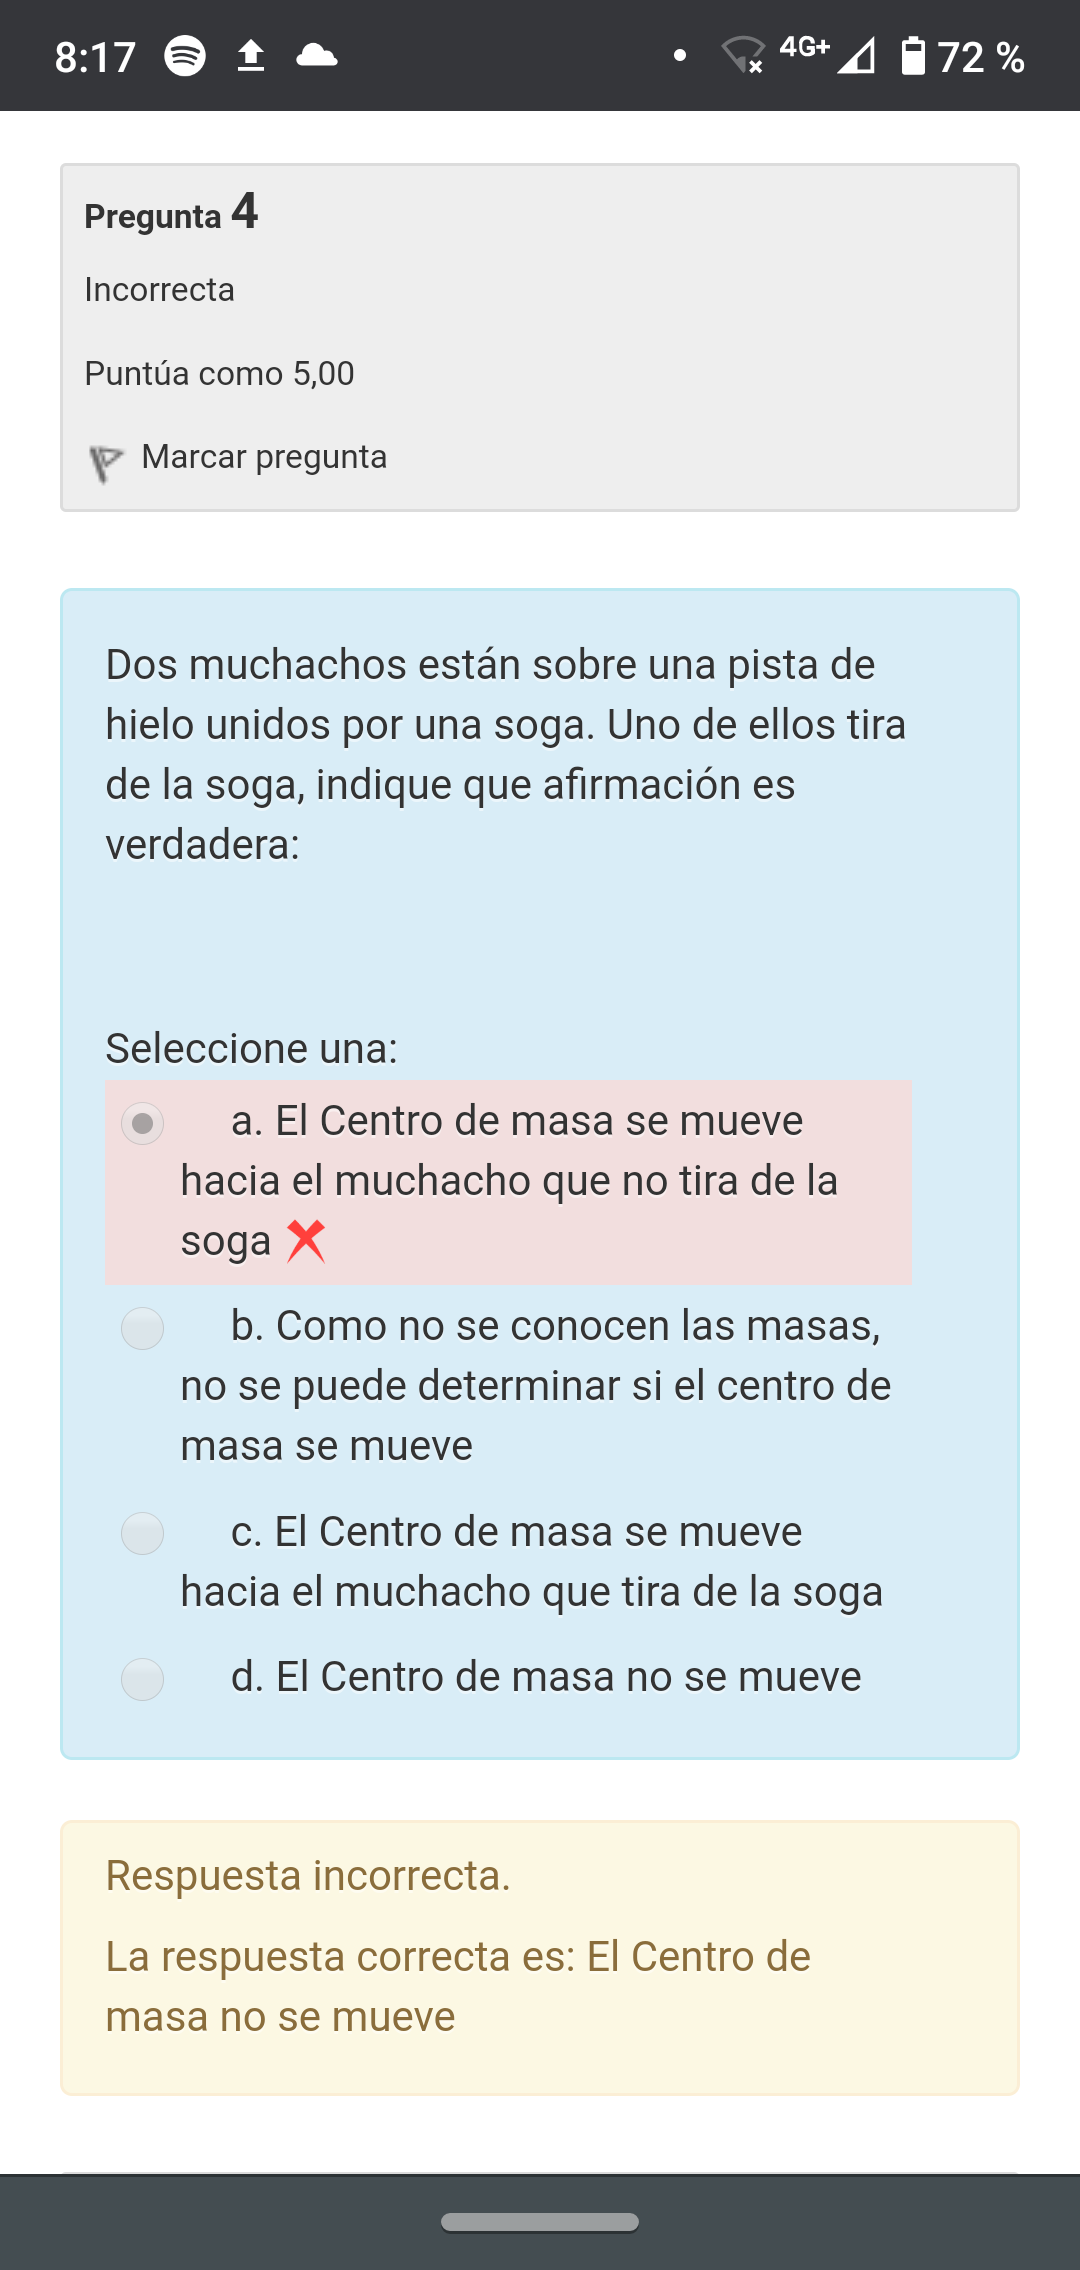 8:17
4G+
72 %
Pregunta 4
Incorrecta
Puntúa como 5,00
Marcar pregunta
Dos muchachos están sobre una pista de
hielo unidos por una soga. Uno de ellos tira
de la soga, indique que afirmación es
verdadera:
Seleccione una:
a. El Centro de masa se mueve
hacia el muchacho que no tira de la
soga
b. Como no se conocen las masas,
no se puede determinar si el centro de
masa se mueve
c. El Centro de masa se mueve
hacia el muchacho que tira de la soga
d. El Centro de masa no se mueve
Respuesta incorrecta.
La respuesta correcta es: El Centro de
masa no se mueve